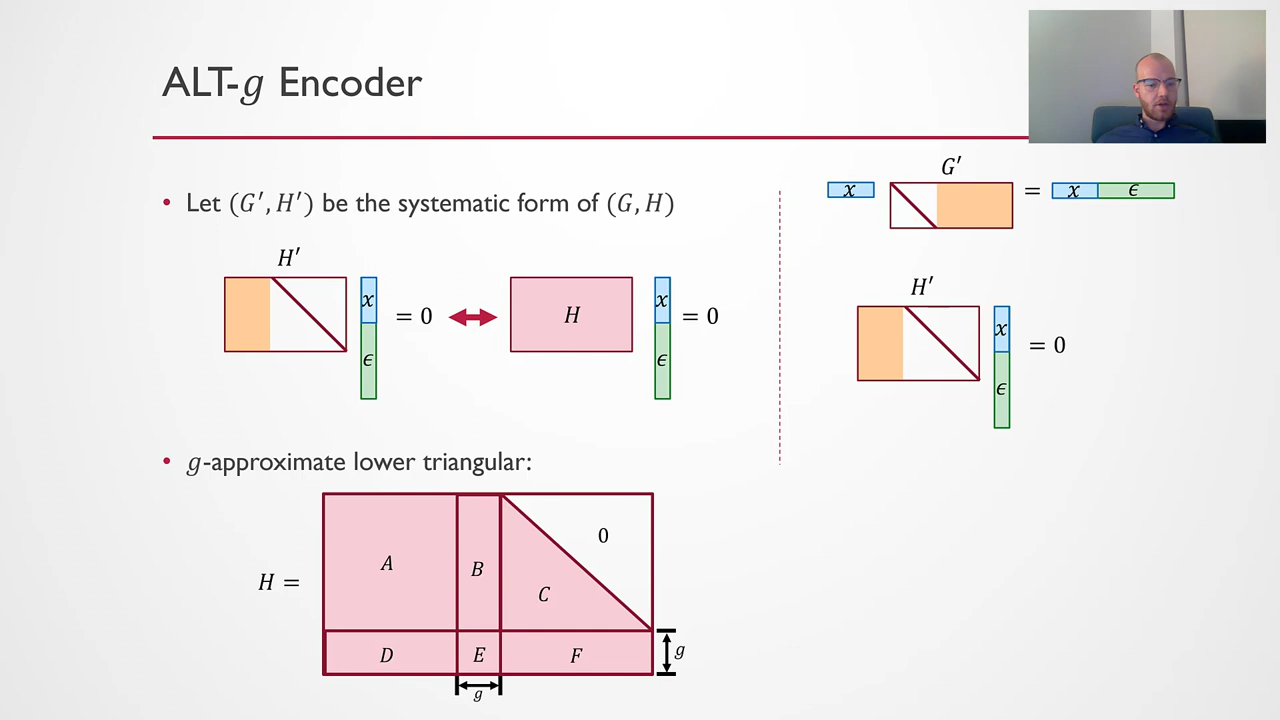 ALT-𝑔 Encoder
• Let (𝐺′, 𝐻′) be the systematic form of (𝐺, 𝐻)
𝐻′
𝑥
𝜖
= 0
𝐻
𝑥
𝜖
= 0
• 𝑔-approximate lower triangular:
𝐻 =
𝐴
𝐵
𝐶
0
𝐷
𝐸
𝐹
𝑔
𝑔
𝐺′
𝑥
=
𝑥
𝜖
𝐻′
𝑥
𝜖
= 0